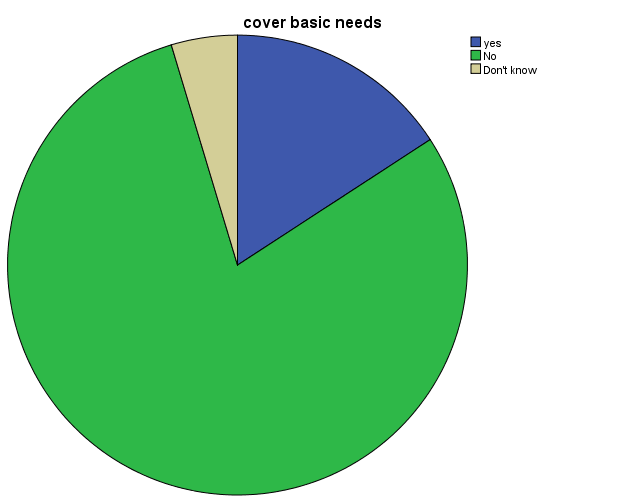 cover basic needs
yes
No
Don't know